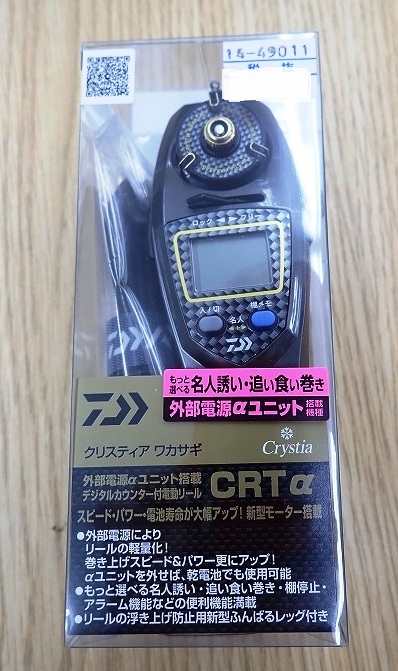 14-49011
税 抜
ロック フリー
入/切
棚メモ
名人
もっと選べる 名人誘い・追い食い巻き
外部電源αユニット 搭載機種
クリスティア ワカサギ
Crystia
外部電源αユニット搭載
デジタルカウンター付電動リール
CRTα
スピード・パワー・電池寿命が大幅アップ!新型モーター搭載
●外部電源により
リールの軽量化!
巻き上げスピード&パワー更にアップ!
αユニットを外せば、乾電池でも使用可能
●もっと選べる名人誘い・追い食い巻き・棚停止・
アラーム機能などの便利機能満載
●リールの浮き上げ防止用新型ふんばるレッグ付き